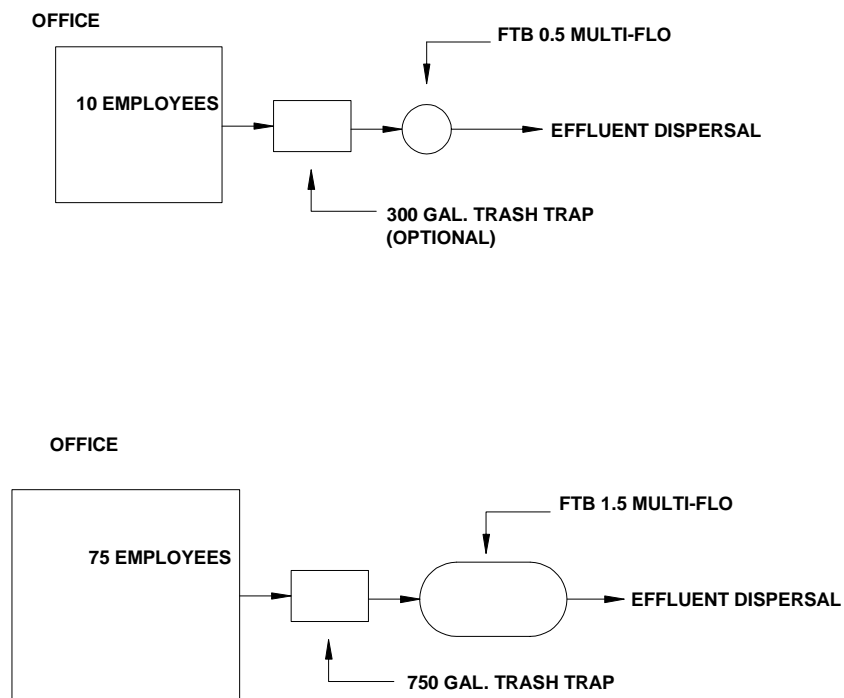 OFFICE
FTB 0.5 MULTI-FLO
10 EMPLOYEES
EFFLUENT DISPERSAL
300 GAL. TRASH TRAP
(OPTIONAL)
OFFICE
FTB 1.5 MULTI-FLO
75 EMPLOYEES
EFFLUENT DISPERSAL
750 GAL. TRASH TRAP